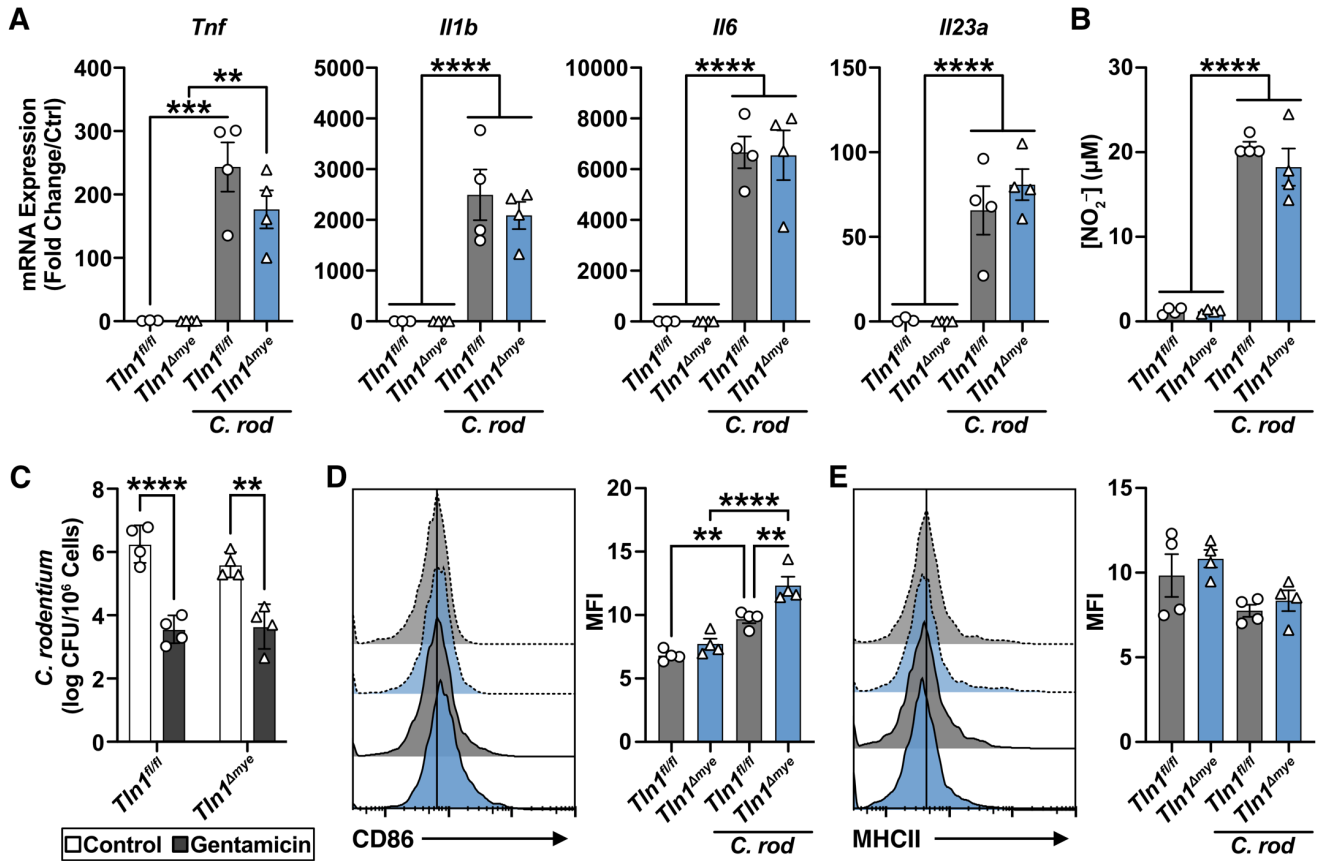 A
Tnf
Il1b
Il6
Il23a
B
mRNA Expression
(Fold Change/Ctrl)
400
300
200
100
0
** 
***
Tln1fl/fl
Tln1Δmye
Tln1fl/fl
Tln1Δmye
C. rod
5000
4000
3000
2000
1000
0
****
Tln1fl/fl
Tln1Δmye
Tln1fl/fl
Tln1Δmye
C. rod
10000
8000
6000
4000
2000
0
****
Tln1fl/fl
Tln1Δmye
Tln1fl/fl
Tln1Δmye
C. rod
150
100
50
0
****
Tln1fl/fl
Tln1Δmye
Tln1fl/fl
Tln1Δmye
C. rod
[NO2−] (µM)
30
20
10
0
****
Tln1fl/fl
Tln1Δmye
Tln1fl/fl
Tln1Δmye
C. rod
C
C. rodentium
(log CFU/10⁶ Cells)
8
6
4
2
0
****
**
Tln1fl/fl
Tln1Δmye
Control
Gentamicin
D
CD86
MFI
20
15
10
5
0
****
**
**
Tln1fl/fl
Tln1Δmye
Tln1fl/fl
Tln1Δmye
C. rod
E
MHCII
MFI
15
10
5
0
Tln1fl/fl
Tln1Δmye
Tln1fl/fl
Tln1Δmye
C. rod